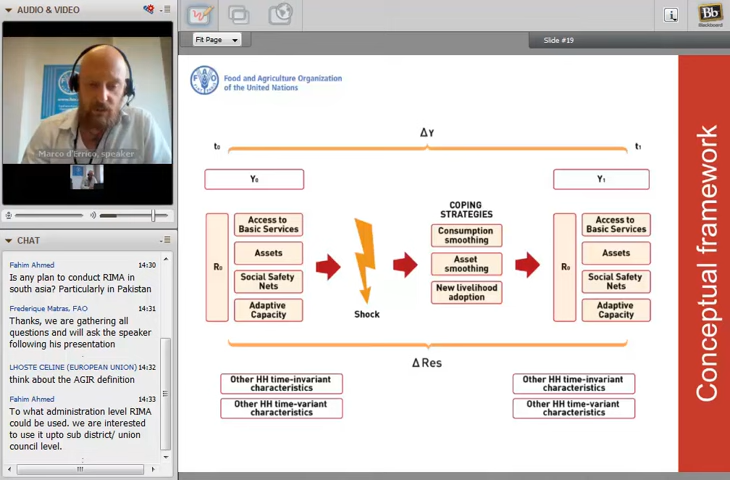 AUDIO & VIDEO
Marco d'Errico, speaker
CHAT
Fahim Ahmed 14:30
Is any plan to conduct RIMA in
south asia? Particularly in Pakistan
Frederique Matras, FAO 14:31
Thanks, we are gathering all
questions and will ask the speaker
following his presentation
LHOSTE CELINE (EUROPEAN UNION) 14:32
think about the AGIR definition
Fahim Ahmed 14:33
To what administration level RIMA
could be used. we are interested
to use it upto sub district/ union
council level.
Fit Page
Slide #19
Bb
Blackboard
FAO
Food and Agriculture Organization
of the United Nations
Conceptual framework
ΔY
t0
t1
Y0
Y1
R0
Access to
Basic Services
Assets
Social Safety
Nets
Adaptive
Capacity
Shock
COPING
STRATEGIES
Consumption
smoothing
Asset
smoothing
New livelihood
adoption
R0
Access to
Basic Services
Assets
Social Safety
Nets
Adaptive
Capacity
ΔRes
Other HH time-invariant
characteristics
Other HH time-variant
characteristics
Other HH time-invariant
characteristics
Other HH time-variant
characteristics